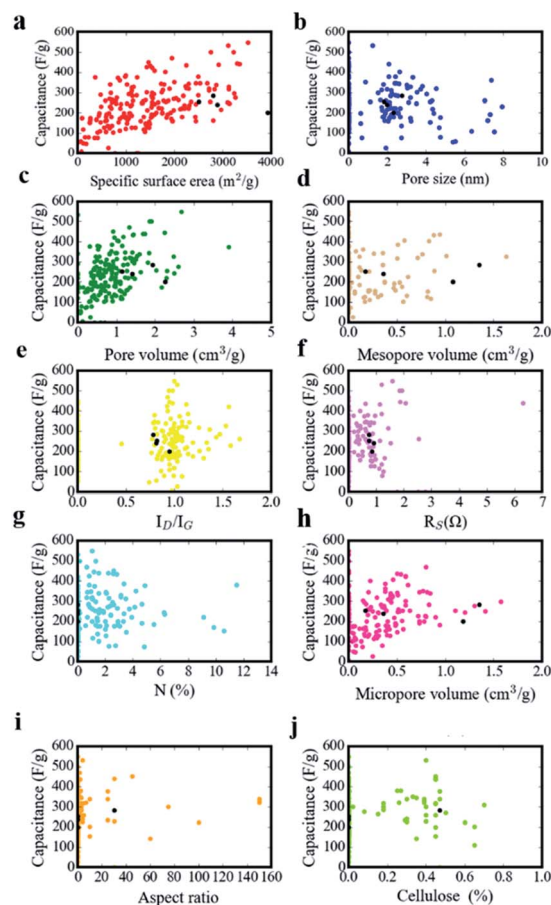 a
Capacitance (F/g)
600
500
400
300
200
100
0
0 1000 2000 3000 4000
Specific surface erea (m²/g)
b
Capacitance (F/g)
600
500
400
300
200
100
0
0 2 4 6 8 10
Pore size (nm)
c
Capacitance (F/g)
600
500
400
300
200
100
0
0 1 2 3 4 5
Pore volume (cm³/g)
d
Capacitance (F/g)
600
500
400
300
200
100
0
0.0 0.5 1.0 1.5 2.0
Mesopore volume (cm³/g)
e
Capacitance (F/g)
600
500
400
300
200
100
0
0.0 0.5 1.0 1.5 2.0
I_D/I_G
f
Capacitance (F/g)
600
500
400
300
200
100
0
0 1 2 3 4 5 6 7
R_S(Ω)
g
Capacitance (F/g)
600
500
400
300
200
100
0
0 2 4 6 8 10 12 14
N (%)
h
Capacitance (F/g)
600
500
400
300
200
100
0
0.0 0.5 1.0 1.5 2.0
Micropore volume (cm³/g)
i
Capacitance (F/g)
600
500
400
300
200
100
0
0 20 40 60 80 100 120 140 160
Aspect ratio
j
Capacitance (F/g)
600
500
400
300
200
100
0
0.0 0.2 0.4 0.6 0.8 1.0
Cellulose (%)